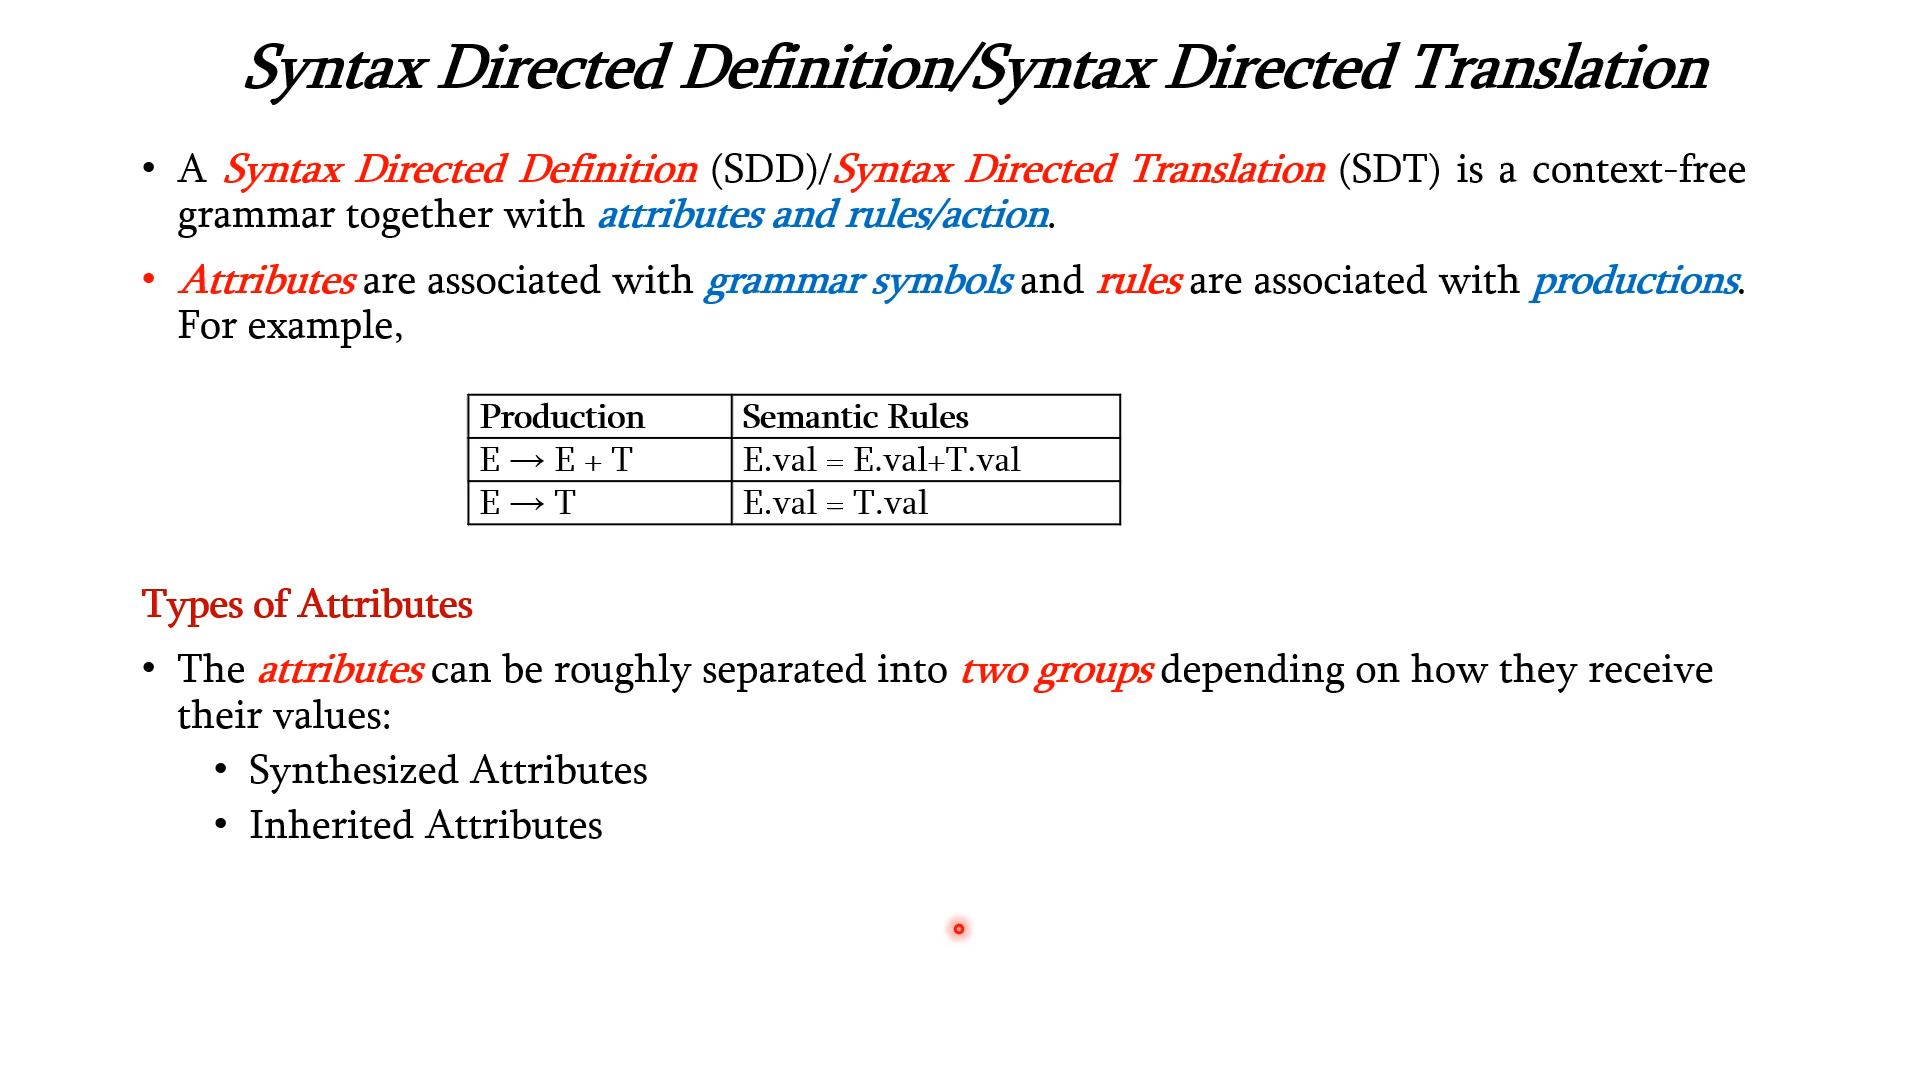 Syntax Directed Definition/Syntax Directed Translation
• A Syntax Directed Definition (SDD)/Syntax Directed Translation (SDT) is a context-free
grammar together with attributes and rules/action.
• Attributes are associated with grammar symbols and rules are associated with productions.
For example,
Production Semantic Rules
E → E + T E.val = E.val+T.val
E → T E.val = T.val
Types of Attributes
• The attributes can be roughly separated into two groups depending on how they receive
their values:
• Synthesized Attributes
• Inherited Attributes